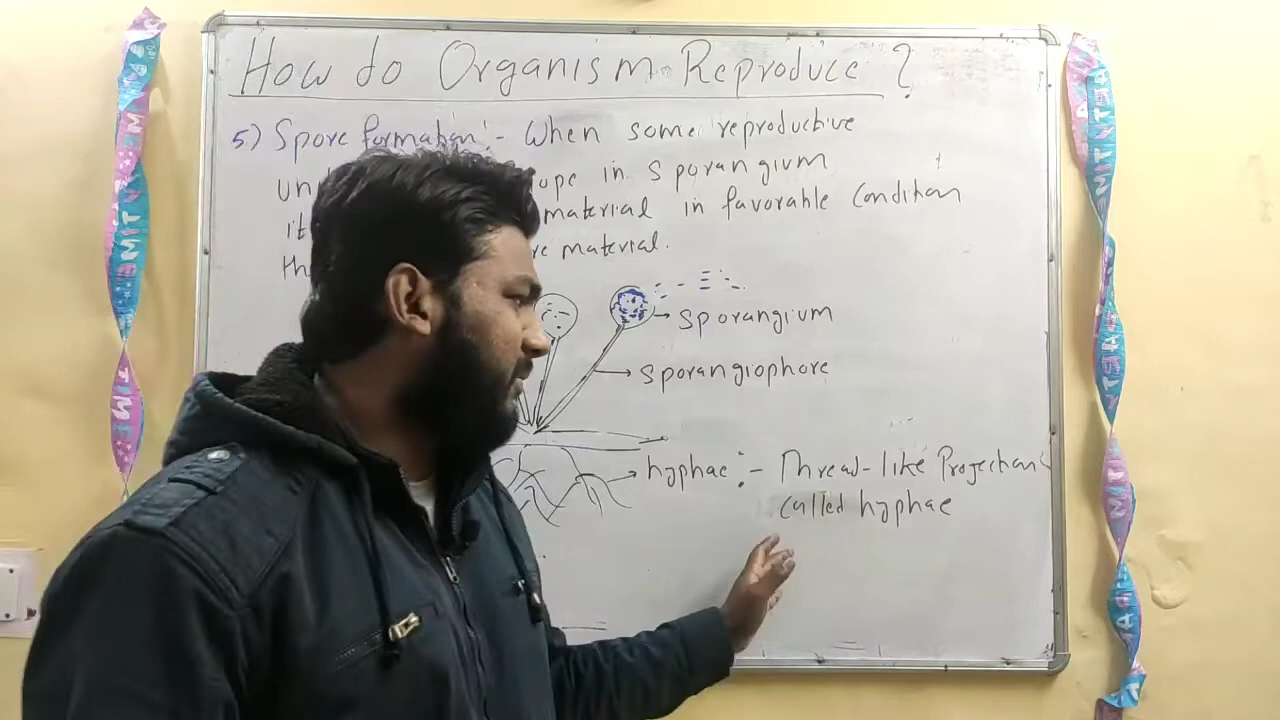 How do Organism Reproduce ?
5) Spore formation :- When some reproductive
in Sporangium
material in favorable Condition
material.
→ Sporangium
→ Sporangiophore
→ hyphae :- Thread-like Projection
called hyphae